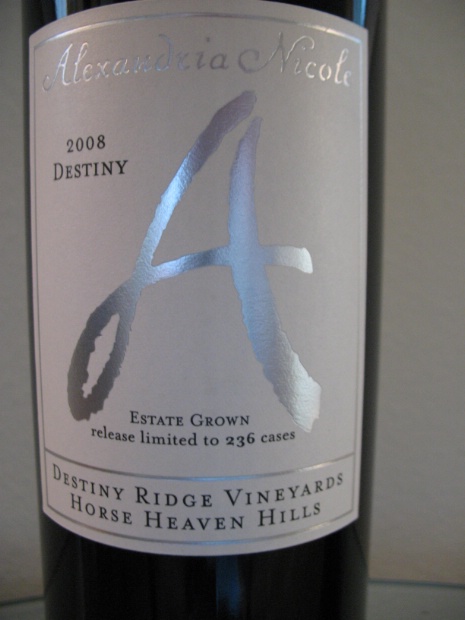 Alexandria Nicole
2008
DESTINY
A
ESTATE GROWN
release limited to 236 cases
DESTINY RIDGE VINEYARDS
HORSE HEAVEN HILLS